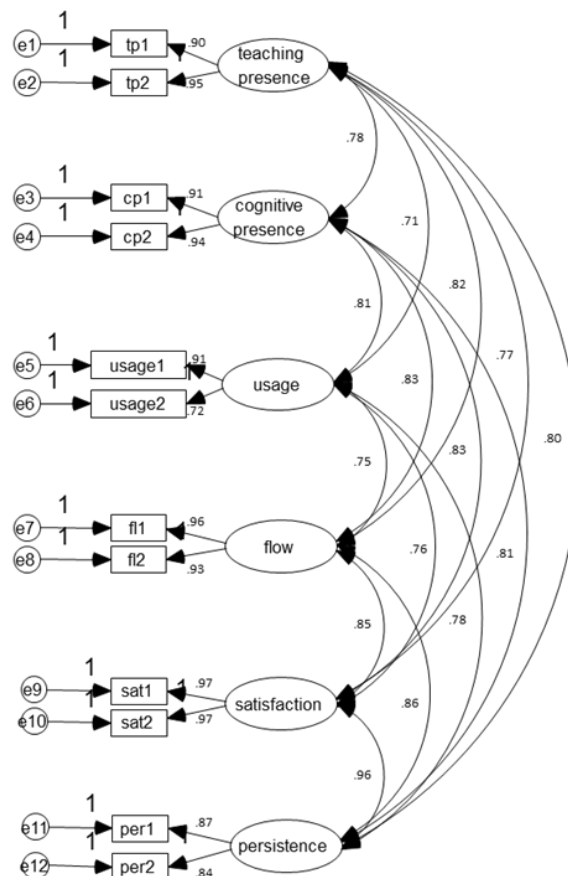 1
e1 tp1 .90
1
e2 tp2 .95
teaching
presence
.78
1
e3 cp1 .91
1
e4 cp2 .94
cognitive
presence
.71
.81
.82
1
e5 usage1 .91
1
e6 usage2 .72
usage
.83
.77
.75
.83
.80
1
e7 fl1 .96
1
e8 fl2 .93
flow
.76
.81
.85
.78
1
e9 sat1 .97
1
e10 sat2 .97
satisfaction
.86
.96
1
e11 per1 .87
1
e12 per2 .84
persistence